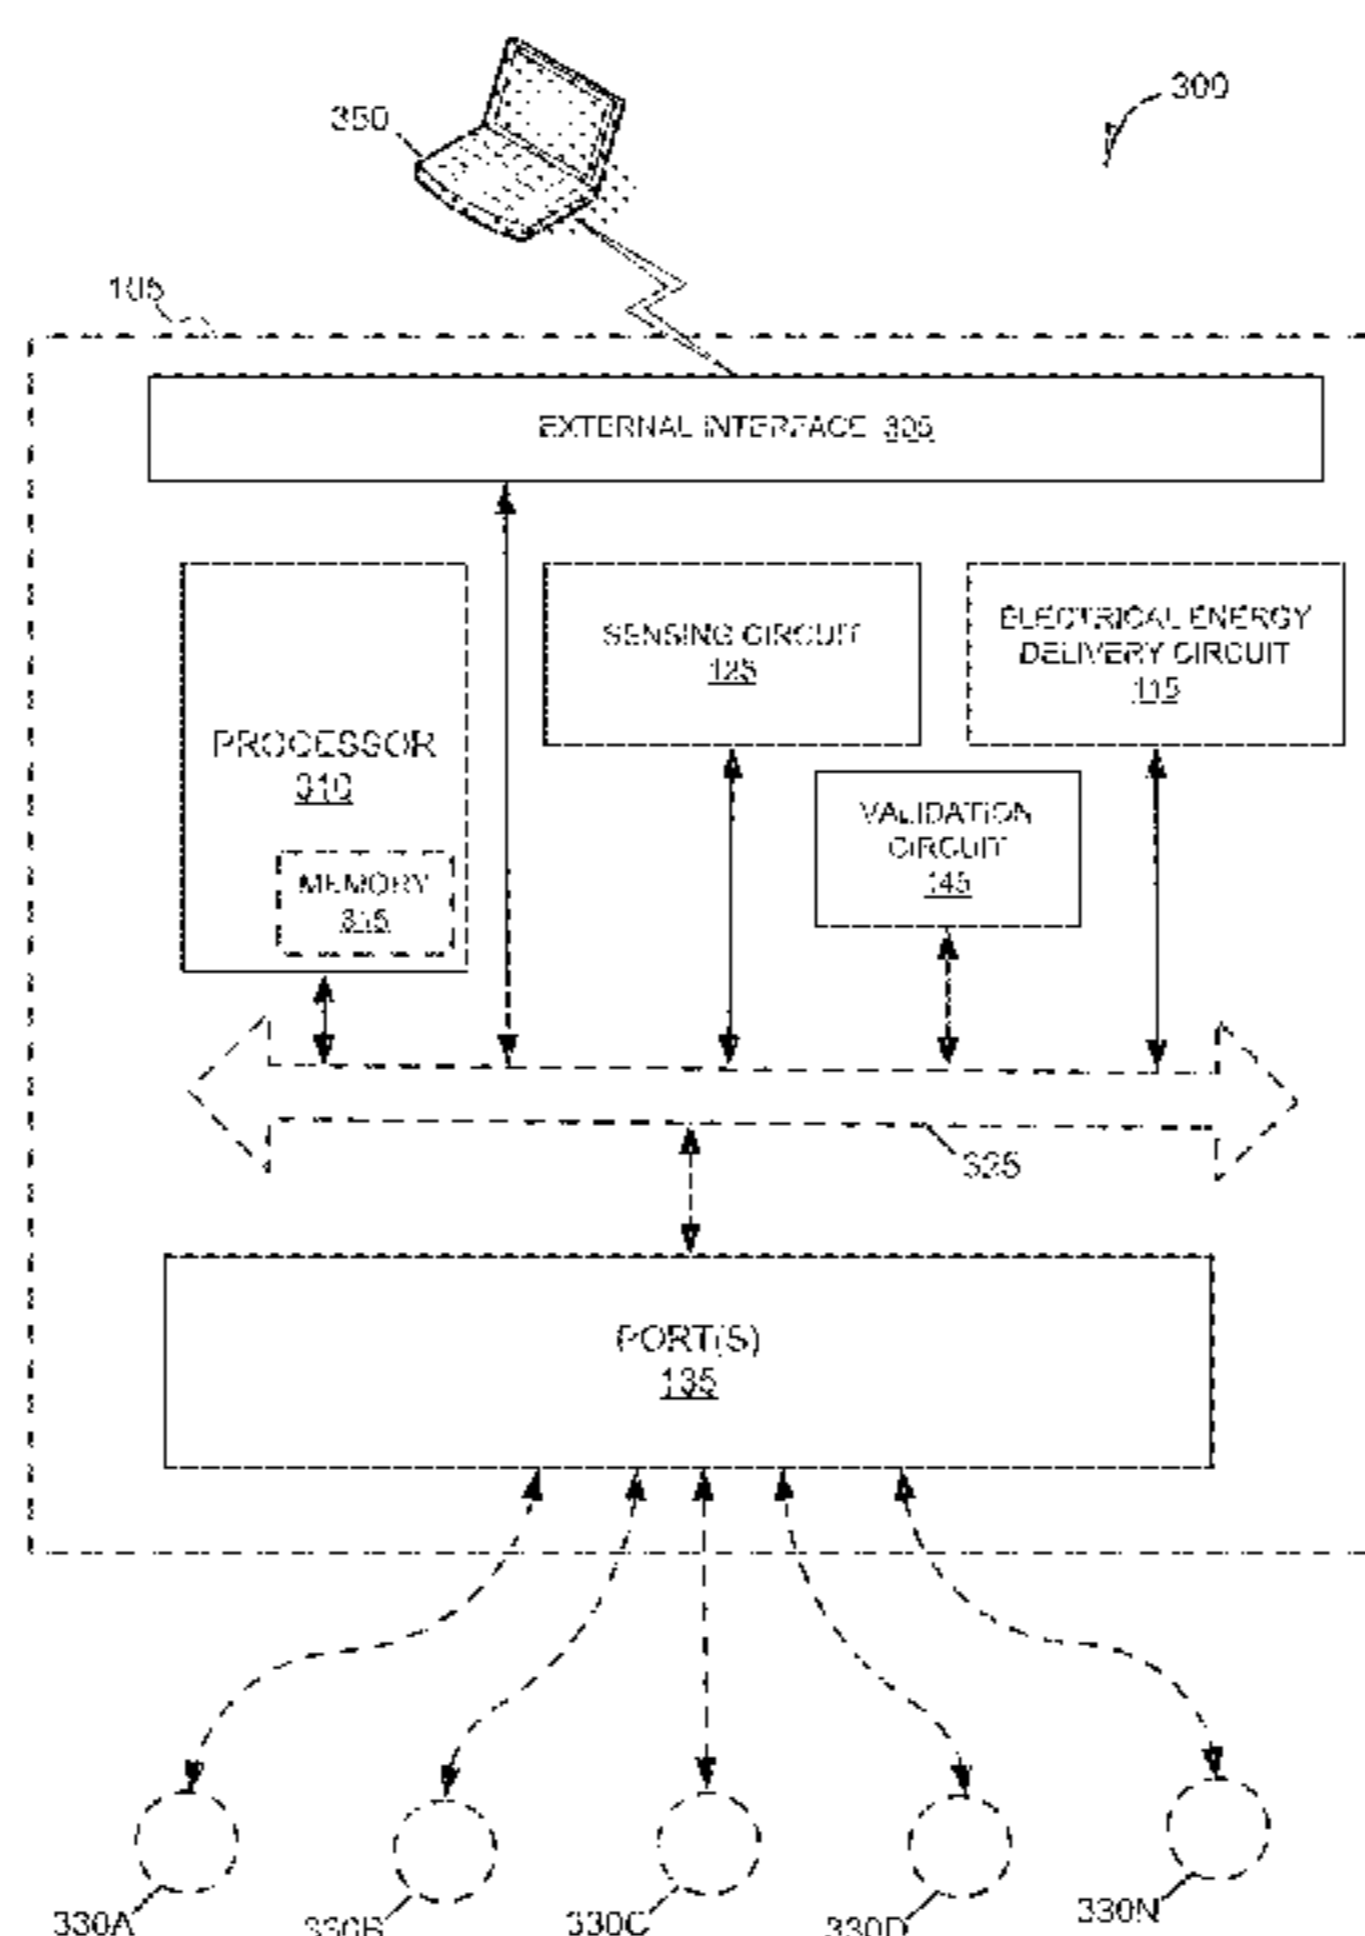 300
350
105
EXTERNAL INTERFACE 305
SENSING CIRCUIT
125
ELECTRICAL ENERGY
DELIVERY CIRCUIT
115
PROCESSOR
310
VALIDATION
CIRCUIT
145
MEMORY
315
325
PORT(S)
135
330A
330B
330C
330D
330N